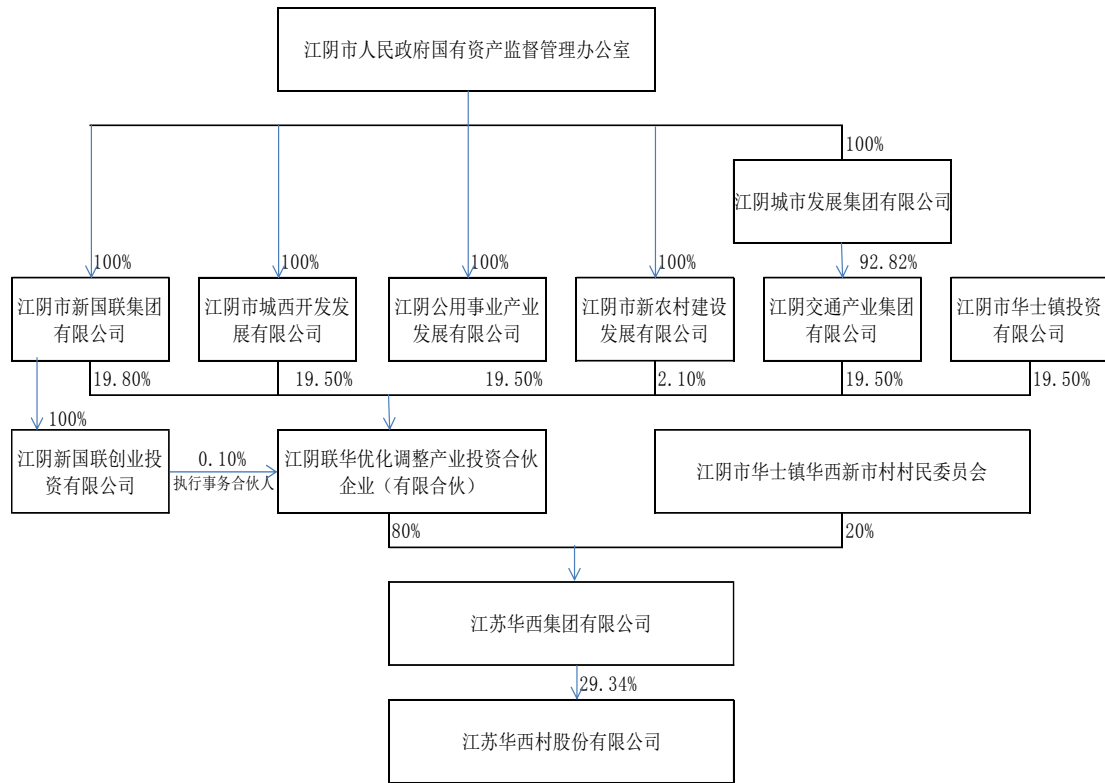 江阴市人民政府国有资产监督管理办公室
100%
江阴城市发展集团有限公司
100%
100%
100%
100%
92.82%
江阴市新国联集团
有限公司
江阴市城西开发发
展有限公司
江阴公用事业产业
发展有限公司
江阴市新农村建设
发展有限公司
江阴交通产业集团
有限公司
江阴市华士镇投资
有限公司
19.80%
19.50%
19.50%
2.10%
19.50%
19.50%
100%
江阴新国联创业投
资有限公司
0.10%
执行事务合伙人
江阴联华优化调整产业投资合伙
企业（有限合伙）
江阴市华士镇华西新市村村民委员会
80%
20%
江苏华西集团有限公司
29.34%
江苏华西村股份有限公司